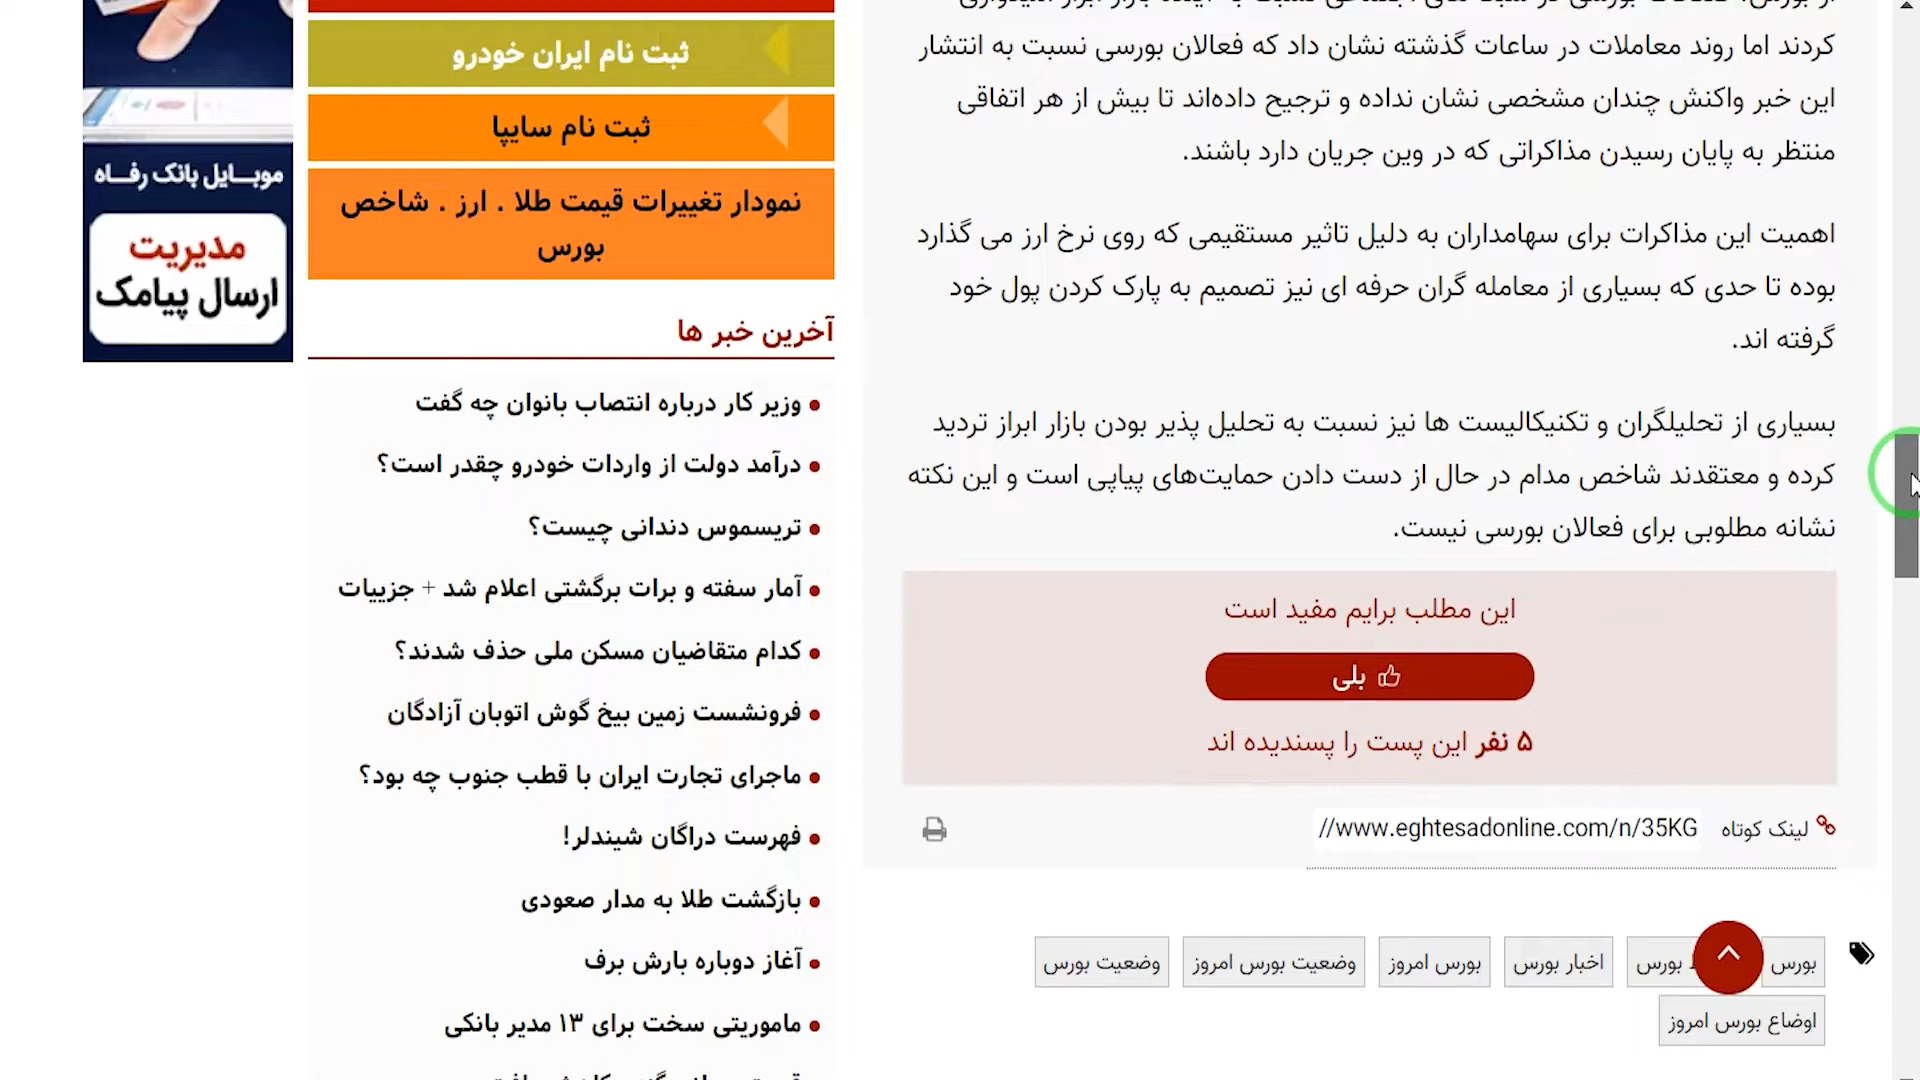 کردند اما روند معاملات در ساعات گذشته نشان داد که فعالان بورسی نسبت به انتشار
این خبر واکنش چندان مشخصی نشان نداده و ترجیح داده‌اند تا بیش از هر اتفاقی
منتظر به پایان رسیدن مذاکراتی که در وین جریان دارد باشند.
اهمیت این مذاکرات برای سهامداران به دلیل تاثیر مستقیمی که روی نرخ ارز می گذارد
بوده تا حدی که بسیاری از معامله گران حرفه ای نیز تصمیم به پارک کردن پول خود
گرفته اند.
بسیاری از تحلیلگران و تکنیکالیست ها نیز نسبت به تحلیل پذیر بودن بازار ابراز تردید
کرده و معتقدند شاخص مدام در حال از دست دادن حمایت‌های پیاپی است و این نکته
نشانه مطلوبی برای فعالان بورسی نیست.
این مطلب برایم مفید است
بلی
۵ نفر این پست را پسندیده اند
لینک کوتاه //www.eghtesadonline.com/n/35KG
بورس
بورس
اخبار بورس
بورس امروز
وضعیت بورس امروز
وضعیت بورس
اوضاع بورس امروز
ثبت نام ایران خودرو
ثبت نام سایپا
نمودار تغییرات قیمت طلا . ارز . شاخص
بورس
آخرین خبر ها
وزیر کار درباره انتصاب بانوان چه گفت
درآمد دولت از واردات خودرو چقدر است؟
تریسموس دندانی چیست؟
آمار سفته و برات برگشتی اعلام شد + جزییات
کدام متقاضیان مسکن ملی حذف شدند؟
فرونشست زمین بیخ گوش اتوبان آزادگان
ماجرای تجارت ایران با قطب جنوب چه بود؟
فهرست دراگان شیندلر!
بازگشت طلا به مدار صعودی
آغاز دوباره بارش برف
ماموریتی سخت برای ۱۳ مدیر بانکی
موبــایل بانک رفــاه
مدیریت
ارسال پیامک